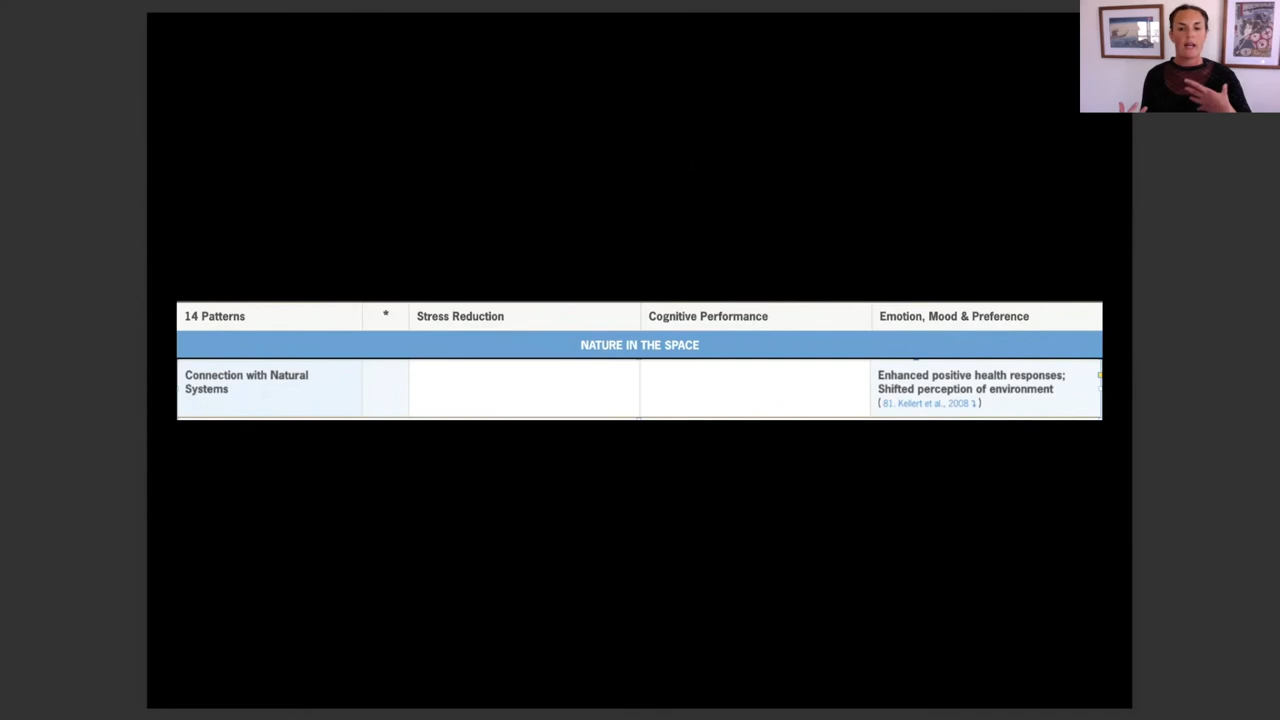 14 Patterns
*
Stress Reduction
Cognitive Performance
Emotion, Mood & Preference
NATURE IN THE SPACE
Connection with Natural
Systems
Enhanced positive health responses;
Shifted perception of environment
( 81. Kellert et al., 2008 ↴ )